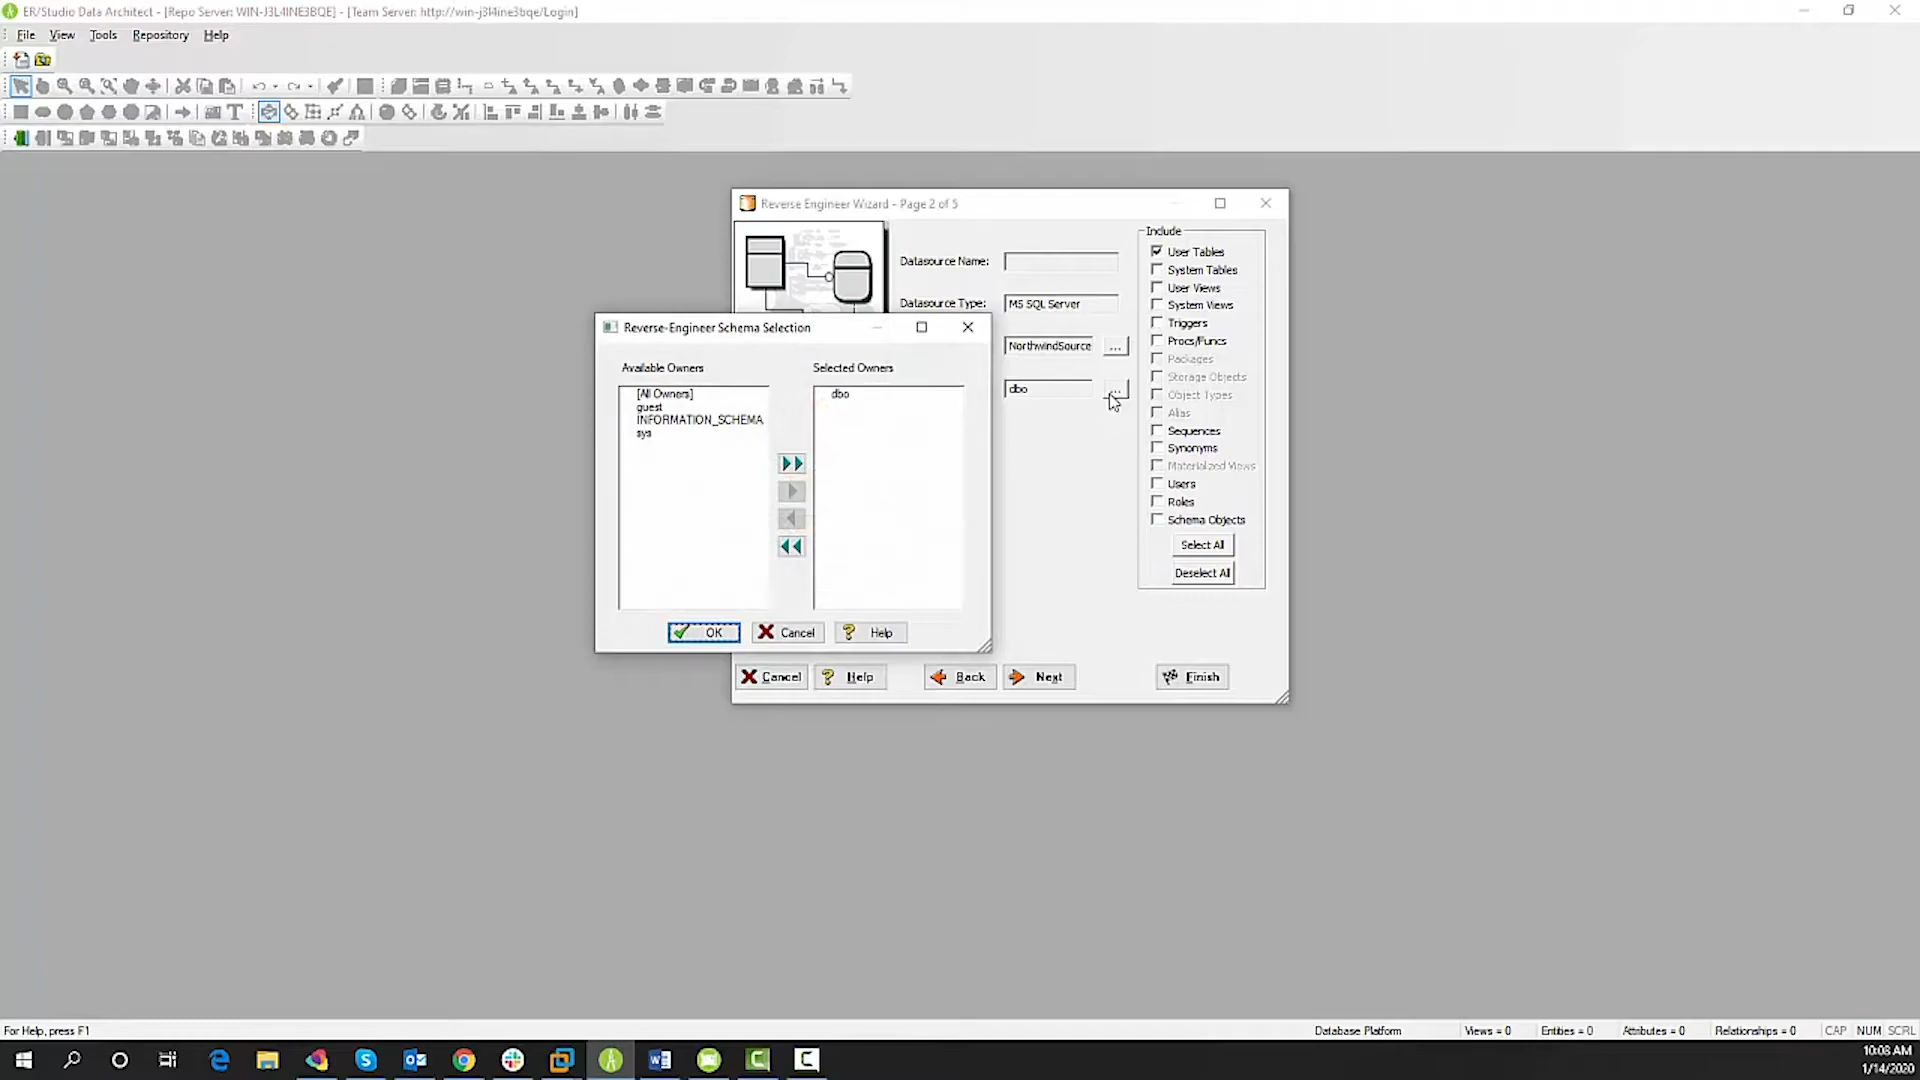 ER/Studio Data Architect - [Repo Server: WIN-J3L4INE3BQE] - [Team Server: http://win-j3l4ine3bqe/Login]
File View Tools Repository Help
Reverse Engineer Wizard - Page 2 of 5
Datasource Name:
Datasource Type: MS SQL Server
NorthwindSource ...
dbo ...
Include
User Tables
System Tables
User Views
System Views
Triggers
Procs/Funcs
Packages
Storage Objects
Object Types
Alias
Sequences
Synonyms
Materialized Views
Users
Roles
Schema Objects
Select All
Deselect All
Reverse-Engineer Schema Selection
Available Owners Selected Owners
[All Owners] dbo
guest
INFORMATION_SCHEMA
sys
OK Cancel Help
Cancel Help Back Next Finish
For Help, press F1 Database Platform Views = 0 Entities = 0 Attributes = 0 Relationships = 0 CAP NUM SCRL
10:08 AM
1/14/2020